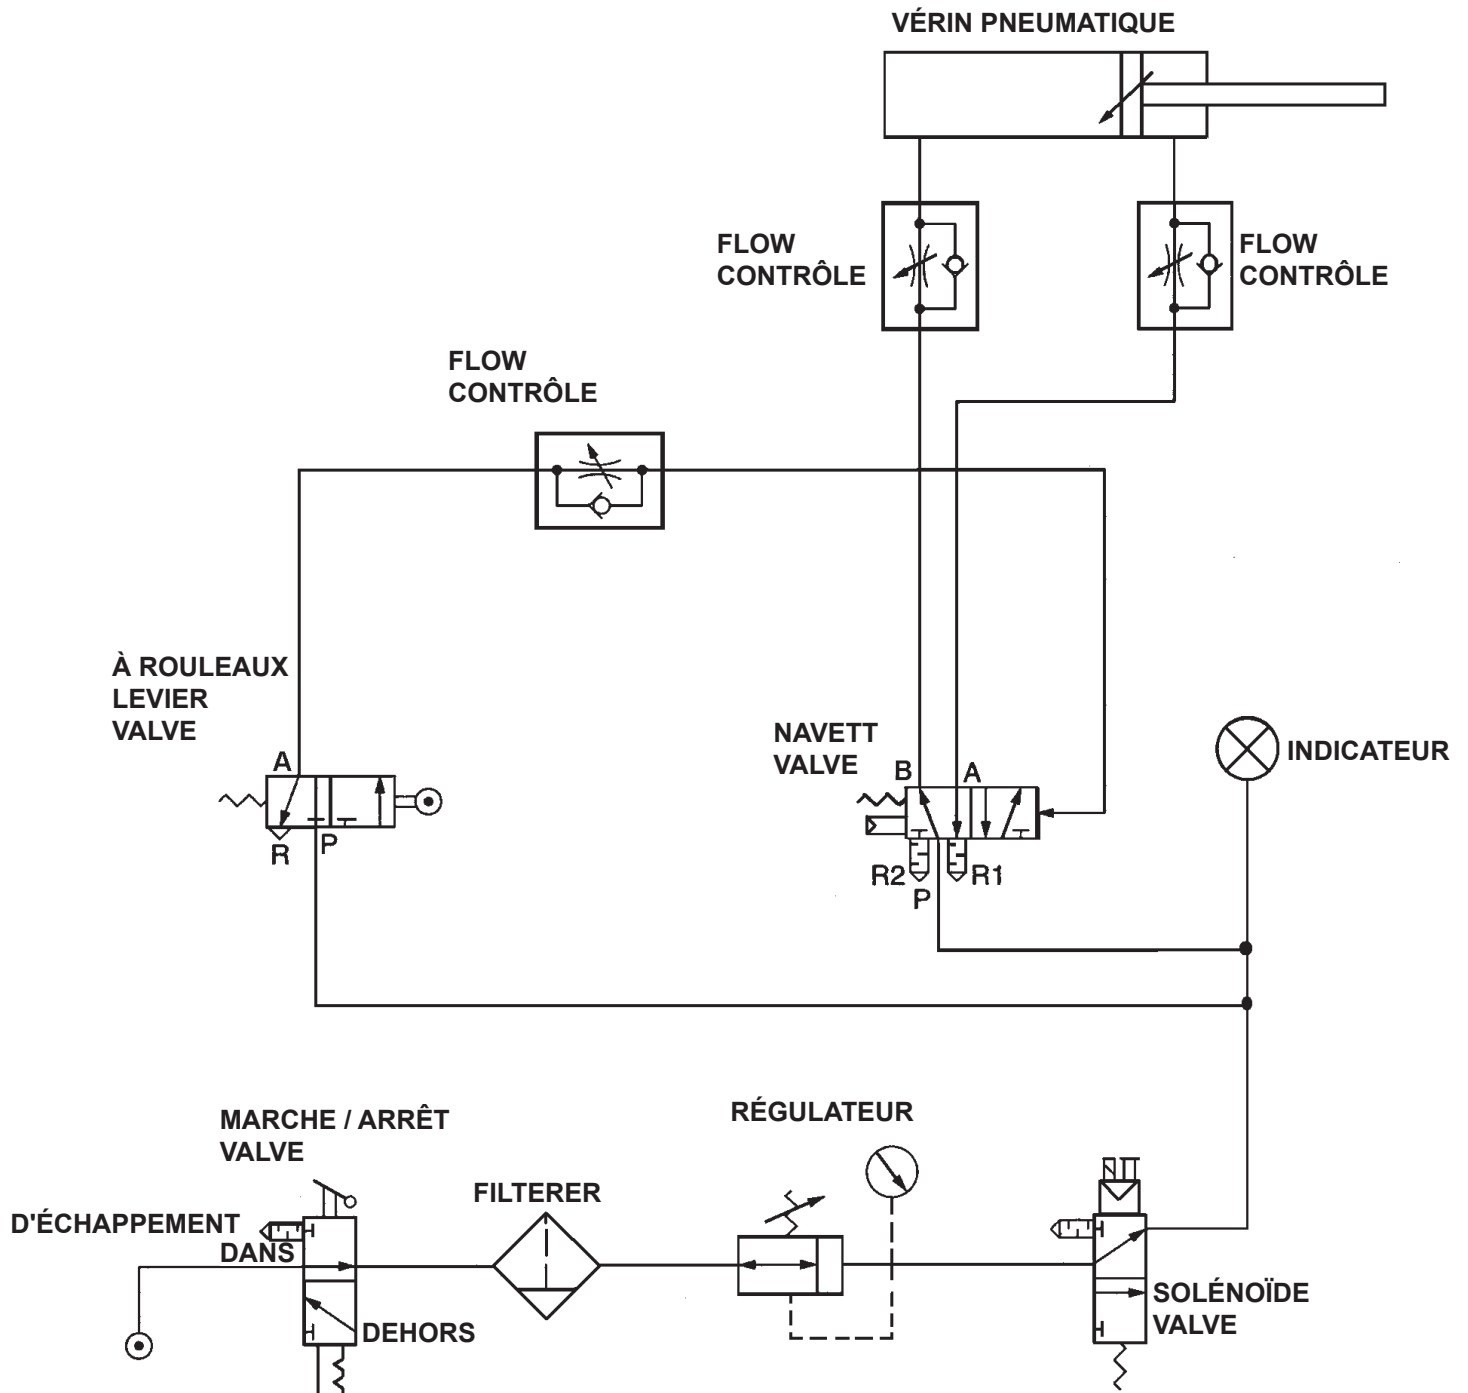 VÉRIN PNEUMATIQUE
FLOW
CONTRÔLE
FLOW
CONTRÔLE
FLOW
CONTRÔLE
À ROULEAUX
LEVIER
VALVE
A
R
P
NAVETT
VALVE
B
A
R2
R1
P
INDICATEUR
MARCHE / ARRÊT
VALVE
D'ÉCHAPPEMENT
DANS
DEHORS
FILTERER
RÉGULATEUR
SOLÉNOÏDE
VALVE